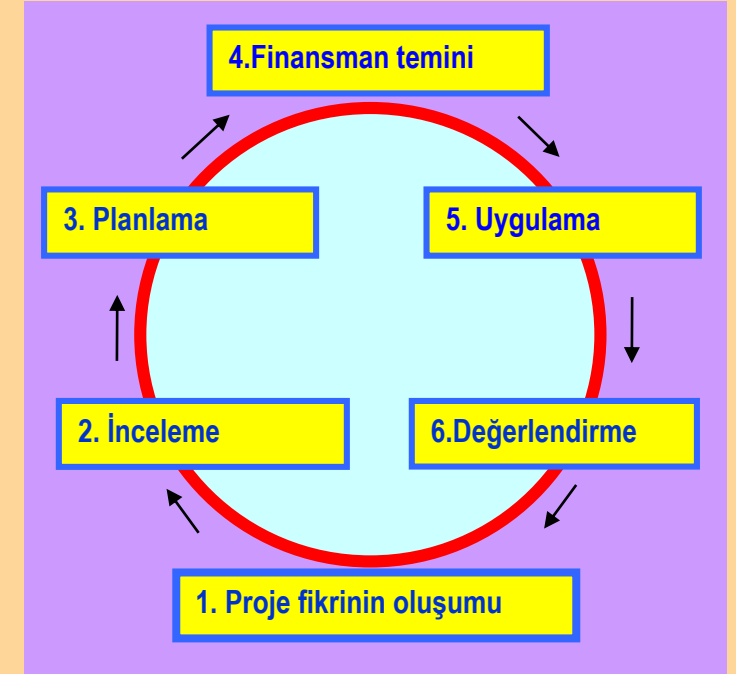 4.Finansman temini
3. Planlama
5. Uygulama
2. İnceleme
6.Değerlendirme
1. Proje fikrinin oluşumu